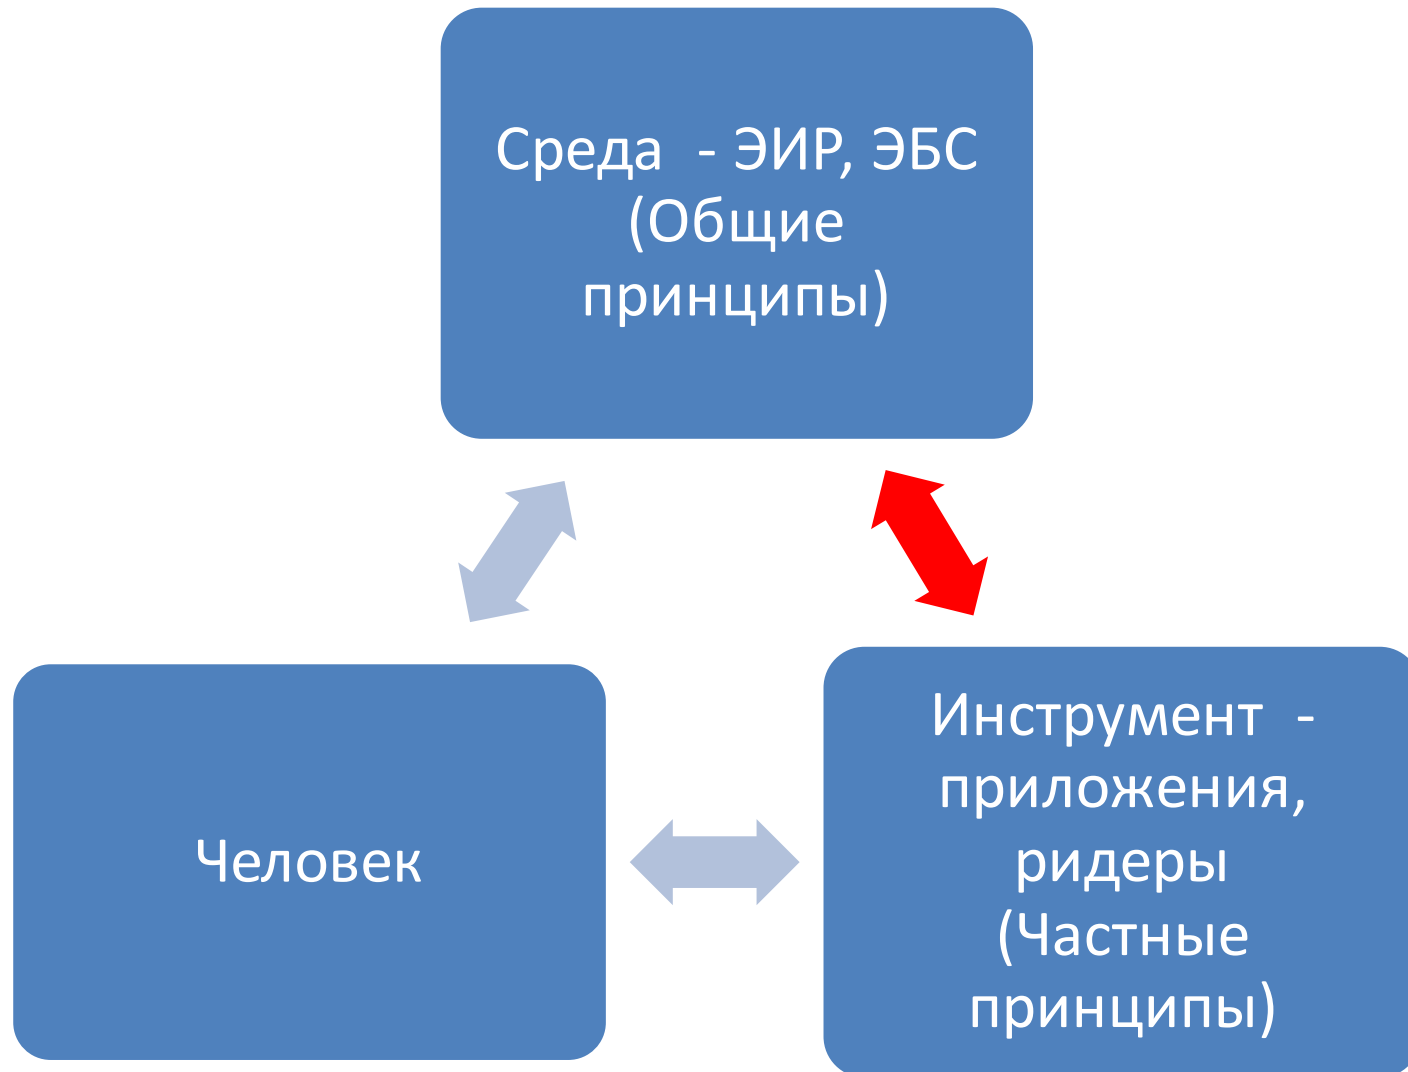 Среда - ЭИР, ЭБС
(Общие
принципы)
Человек
Инструмент -
приложения,
ридеры
(Частные
принципы)